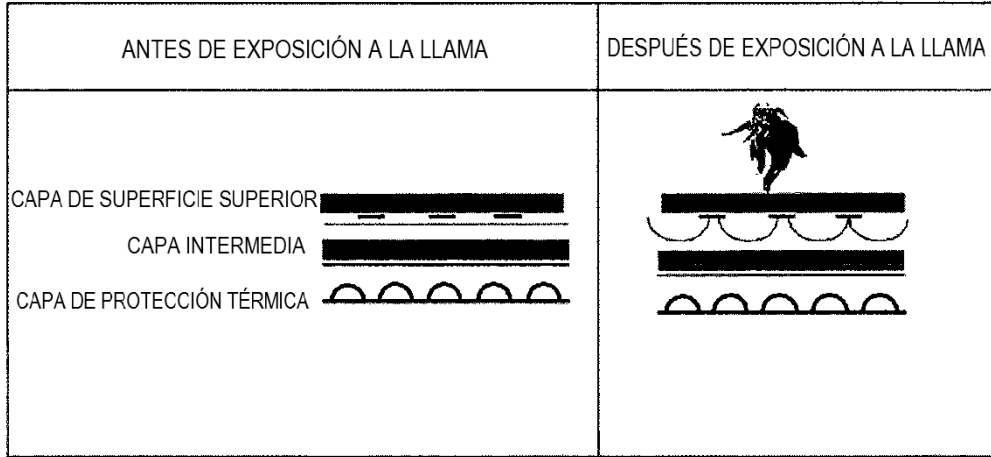 ANTES DE EXPOSICIÓN A LA LLAMA
DESPUÉS DE EXPOSICIÓN A LA LLAMA
CAPA DE SUPERFICIE SUPERIOR
CAPA INTERMEDIA
CAPA DE PROTECCIÓN TÉRMICA